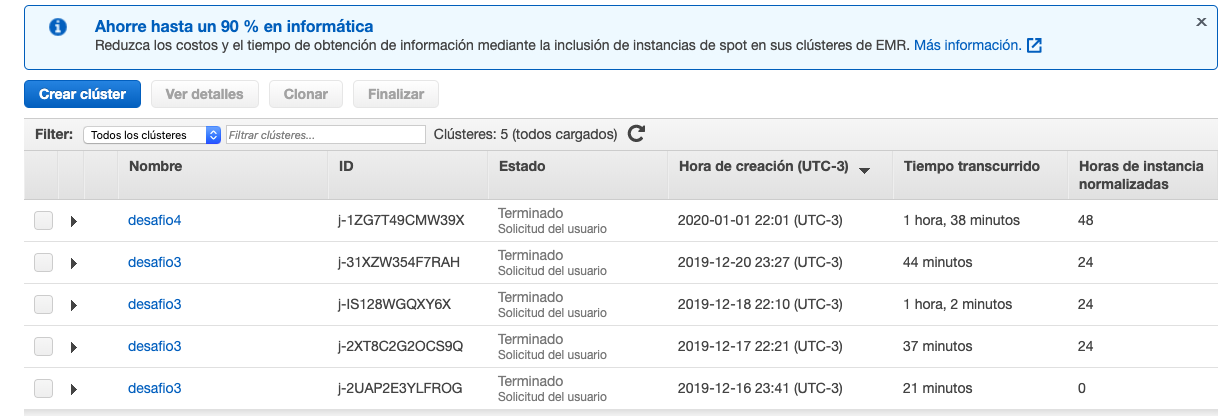 Ahorre hasta un 90 % en informática
Reduzca los costos y el tiempo de obtención de información mediante la inclusión de instancias de spot en sus clústeres de EMR. Más información.
Crear clúster Ver detalles Clonar Finalizar
Filter: Todos los clústeres Filtrar clústeres... Clústeres: 5 (todos cargados)
Nombre ID Estado Hora de creación (UTC-3) Tiempo transcurrido Horas de instancia normalizadas
desafio4 j-1ZG7T49CMW39X Terminado 2020-01-01 22:01 (UTC-3) 1 hora, 38 minutos 48
Solicitud del usuario
desafio3 j-31XZW354F7RAH Terminado 2019-12-20 23:27 (UTC-3) 44 minutos 24
Solicitud del usuario
desafio3 j-IS128WGQXY6X Terminado 2019-12-18 22:10 (UTC-3) 1 hora, 2 minutos 24
Solicitud del usuario
desafio3 j-2XT8C2G2OCS9Q Terminado 2019-12-17 22:21 (UTC-3) 37 minutos 24
Solicitud del usuario
desafio3 j-2UAP2E3YLFROG Terminado 2019-12-16 23:41 (UTC-3) 21 minutos 0
Solicitud del usuario